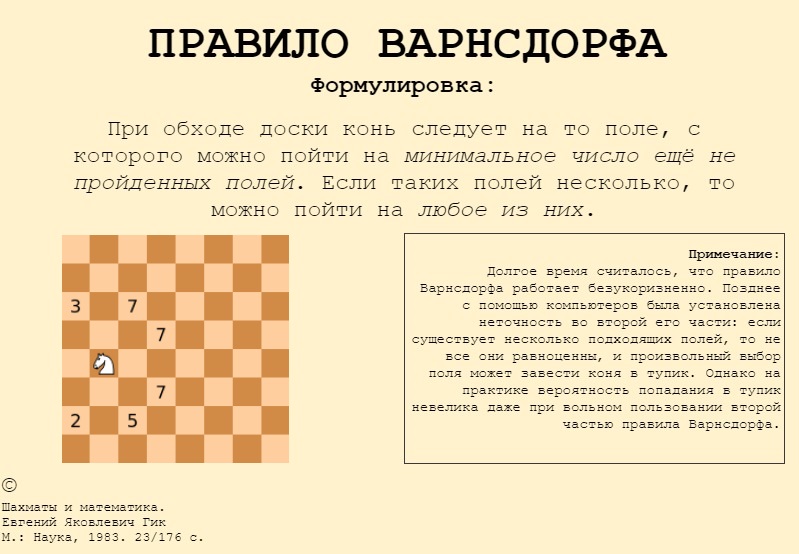 ПРАВИЛО ВАРНСДОРФА
Формулировка:
При обходе доски конь следует на то поле, с
которого можно пойти на минимальное число ещё не
пройденных полей. Если таких полей несколько, то
можно пойти на любое из них.
3 7
7
7
2 5
Примечание:
Долгое время считалось, что правило
Варнсдорфа работает безукоризненно. Позднее
с помощью компьютеров была установлена
неточность во второй его части: если
существует несколько подходящих полей, то не
все они равноценны, и произвольный выбор
поля может завести коня в тупик. Однако на
практике вероятность попадания в тупик
невелика даже при вольном пользовании второй
частью правила Варнсдорфа.
©
Шахматы и математика.
Евгений Яковлевич Гик
М.: Наука, 1983. 23/176 с.